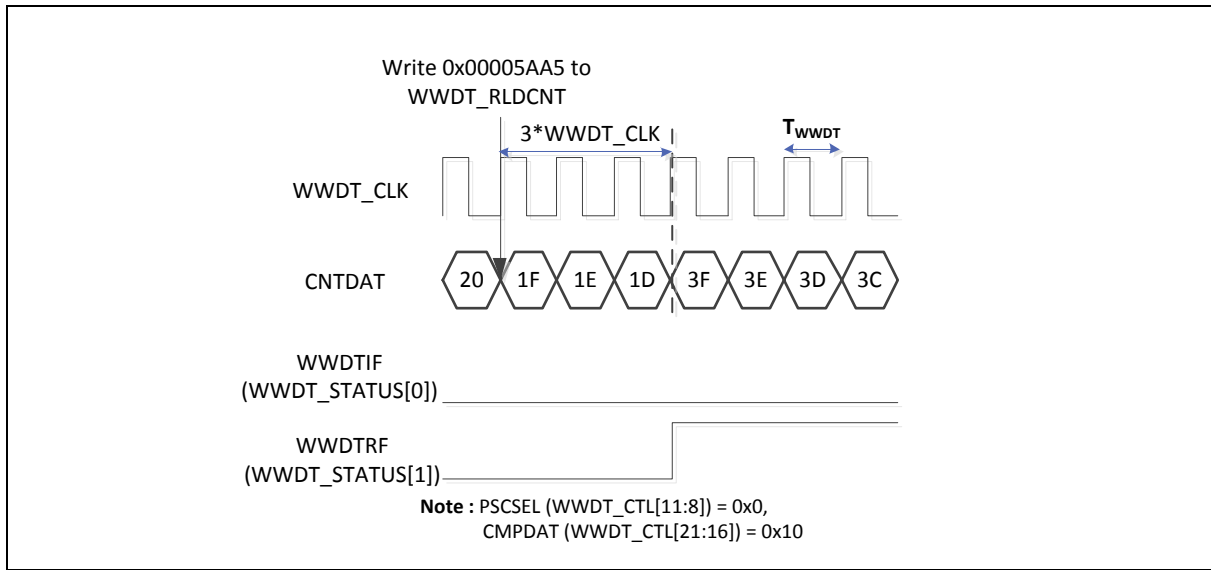 Write 0x00005AA5 to
WWDT_RLDCNT
3*WWDT_CLK
TWWDT
WWDT_CLK
CNTDAT
20 1F 1E 1D 3F 3E 3D 3C
WWDTIF
(WWDT_STATUS[0])
WWDTRF
(WWDT_STATUS[1])
Note : PSCSEL (WWDT_CTL[11:8]) = 0x0,
CMPDAT (WWDT_CTL[21:16]) = 0x10